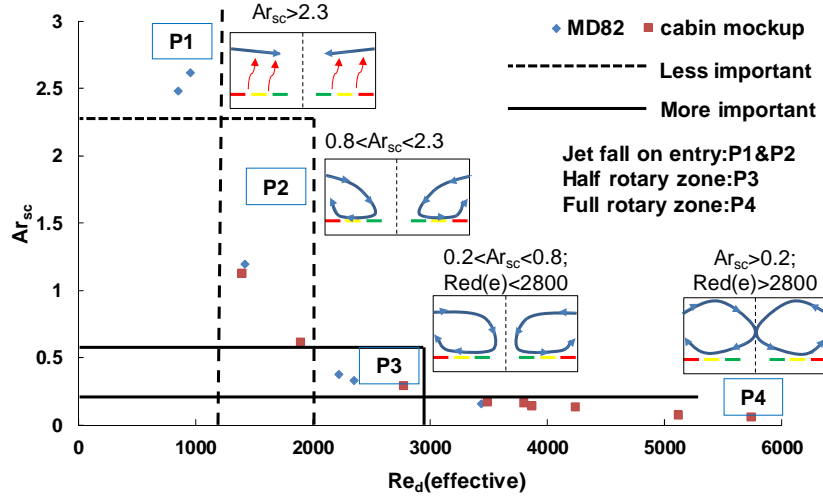 Ar_sc>2.3
MD82 cabin mockup
Less important
More important
Jet fall on entry:P1&P2
Half rotary zone:P3
Full rotary zone:P4
P1
0.8<Ar_sc<2.3
P2
0.2<Ar_sc<0.8;
Red(e)<2800
Ar_sc>0.2;
Red(e)>2800
P3
P4
Ar_sc
3
2.5
2
1.5
1
0.5
0
0 1000 2000 3000 4000 5000 6000
Re_d(effective)